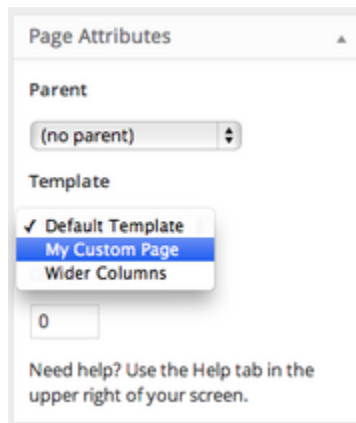 Page Attributes
Parent
(no parent)
Template
✓ Default Template
My Custom Page
Wider Columns
0
Need help? Use the Help tab in the
upper right of your screen.